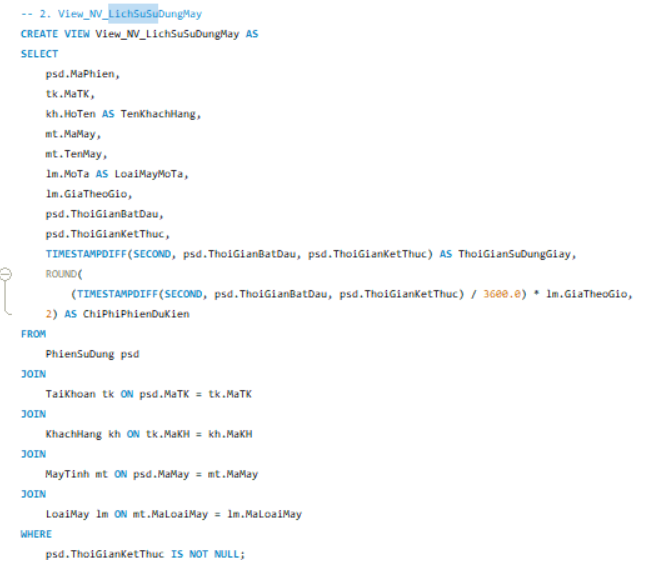 -- 2. View_NV_LichSuSuDungMay
CREATE VIEW View_NV_LichSuSuDungMay AS
SELECT
psd.MaPhien,
tk.MaTK,
kh.HoTen AS TenKhachHang,
mt.MaMay,
mt.TenMay,
lm.MoTa AS LoaiMayMoTa,
lm.GiaTheoGio,
psd.ThoiGianBatDau,
psd.ThoiGianKetThuc,
TIMESTAMPDIFF(SECOND, psd.ThoiGianBatDau, psd.ThoiGianKetThuc) AS ThoiGianSuDungGiay,
ROUND(
(TIMESTAMPDIFF(SECOND, psd.ThoiGianBatDau, psd.ThoiGianKetThuc) / 3600.0) * lm.GiaTheoGio,
2) AS ChiPhiPhienDuKien
FROM
PhienSuDung psd
JOIN
TaiKhoan tk ON psd.MaTK = tk.MaTK
JOIN
KhachHang kh ON tk.MaKH = kh.MaKH
JOIN
MayTinh mt ON psd.MaMay = mt.MaMay
JOIN
LoaiMay lm ON mt.MaLoaiMay = lm.MaLoaiMay
WHERE
psd.ThoiGianKetThuc IS NOT NULL;